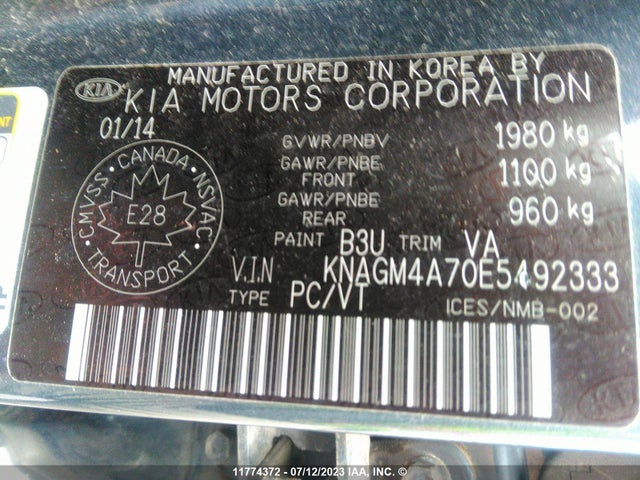 MANUFACTURED IN KOREA BY
KIA KIA MOTORS CORPORATION
01/14
GVWR/PNBV 1980 kg
GAWR/PNBE FRONT 1100 kg
GAWR/PNBE REAR 960 kg
CMVSS · CANADA · NSVAC
E28
TRANSPORT
PAINT B3U TRIM VA
V.I.N KNAGM4A70E5492333
TYPE PC/VT ICES/NMB-002
11774372 - 07/12/2023 IAA, INC. ©